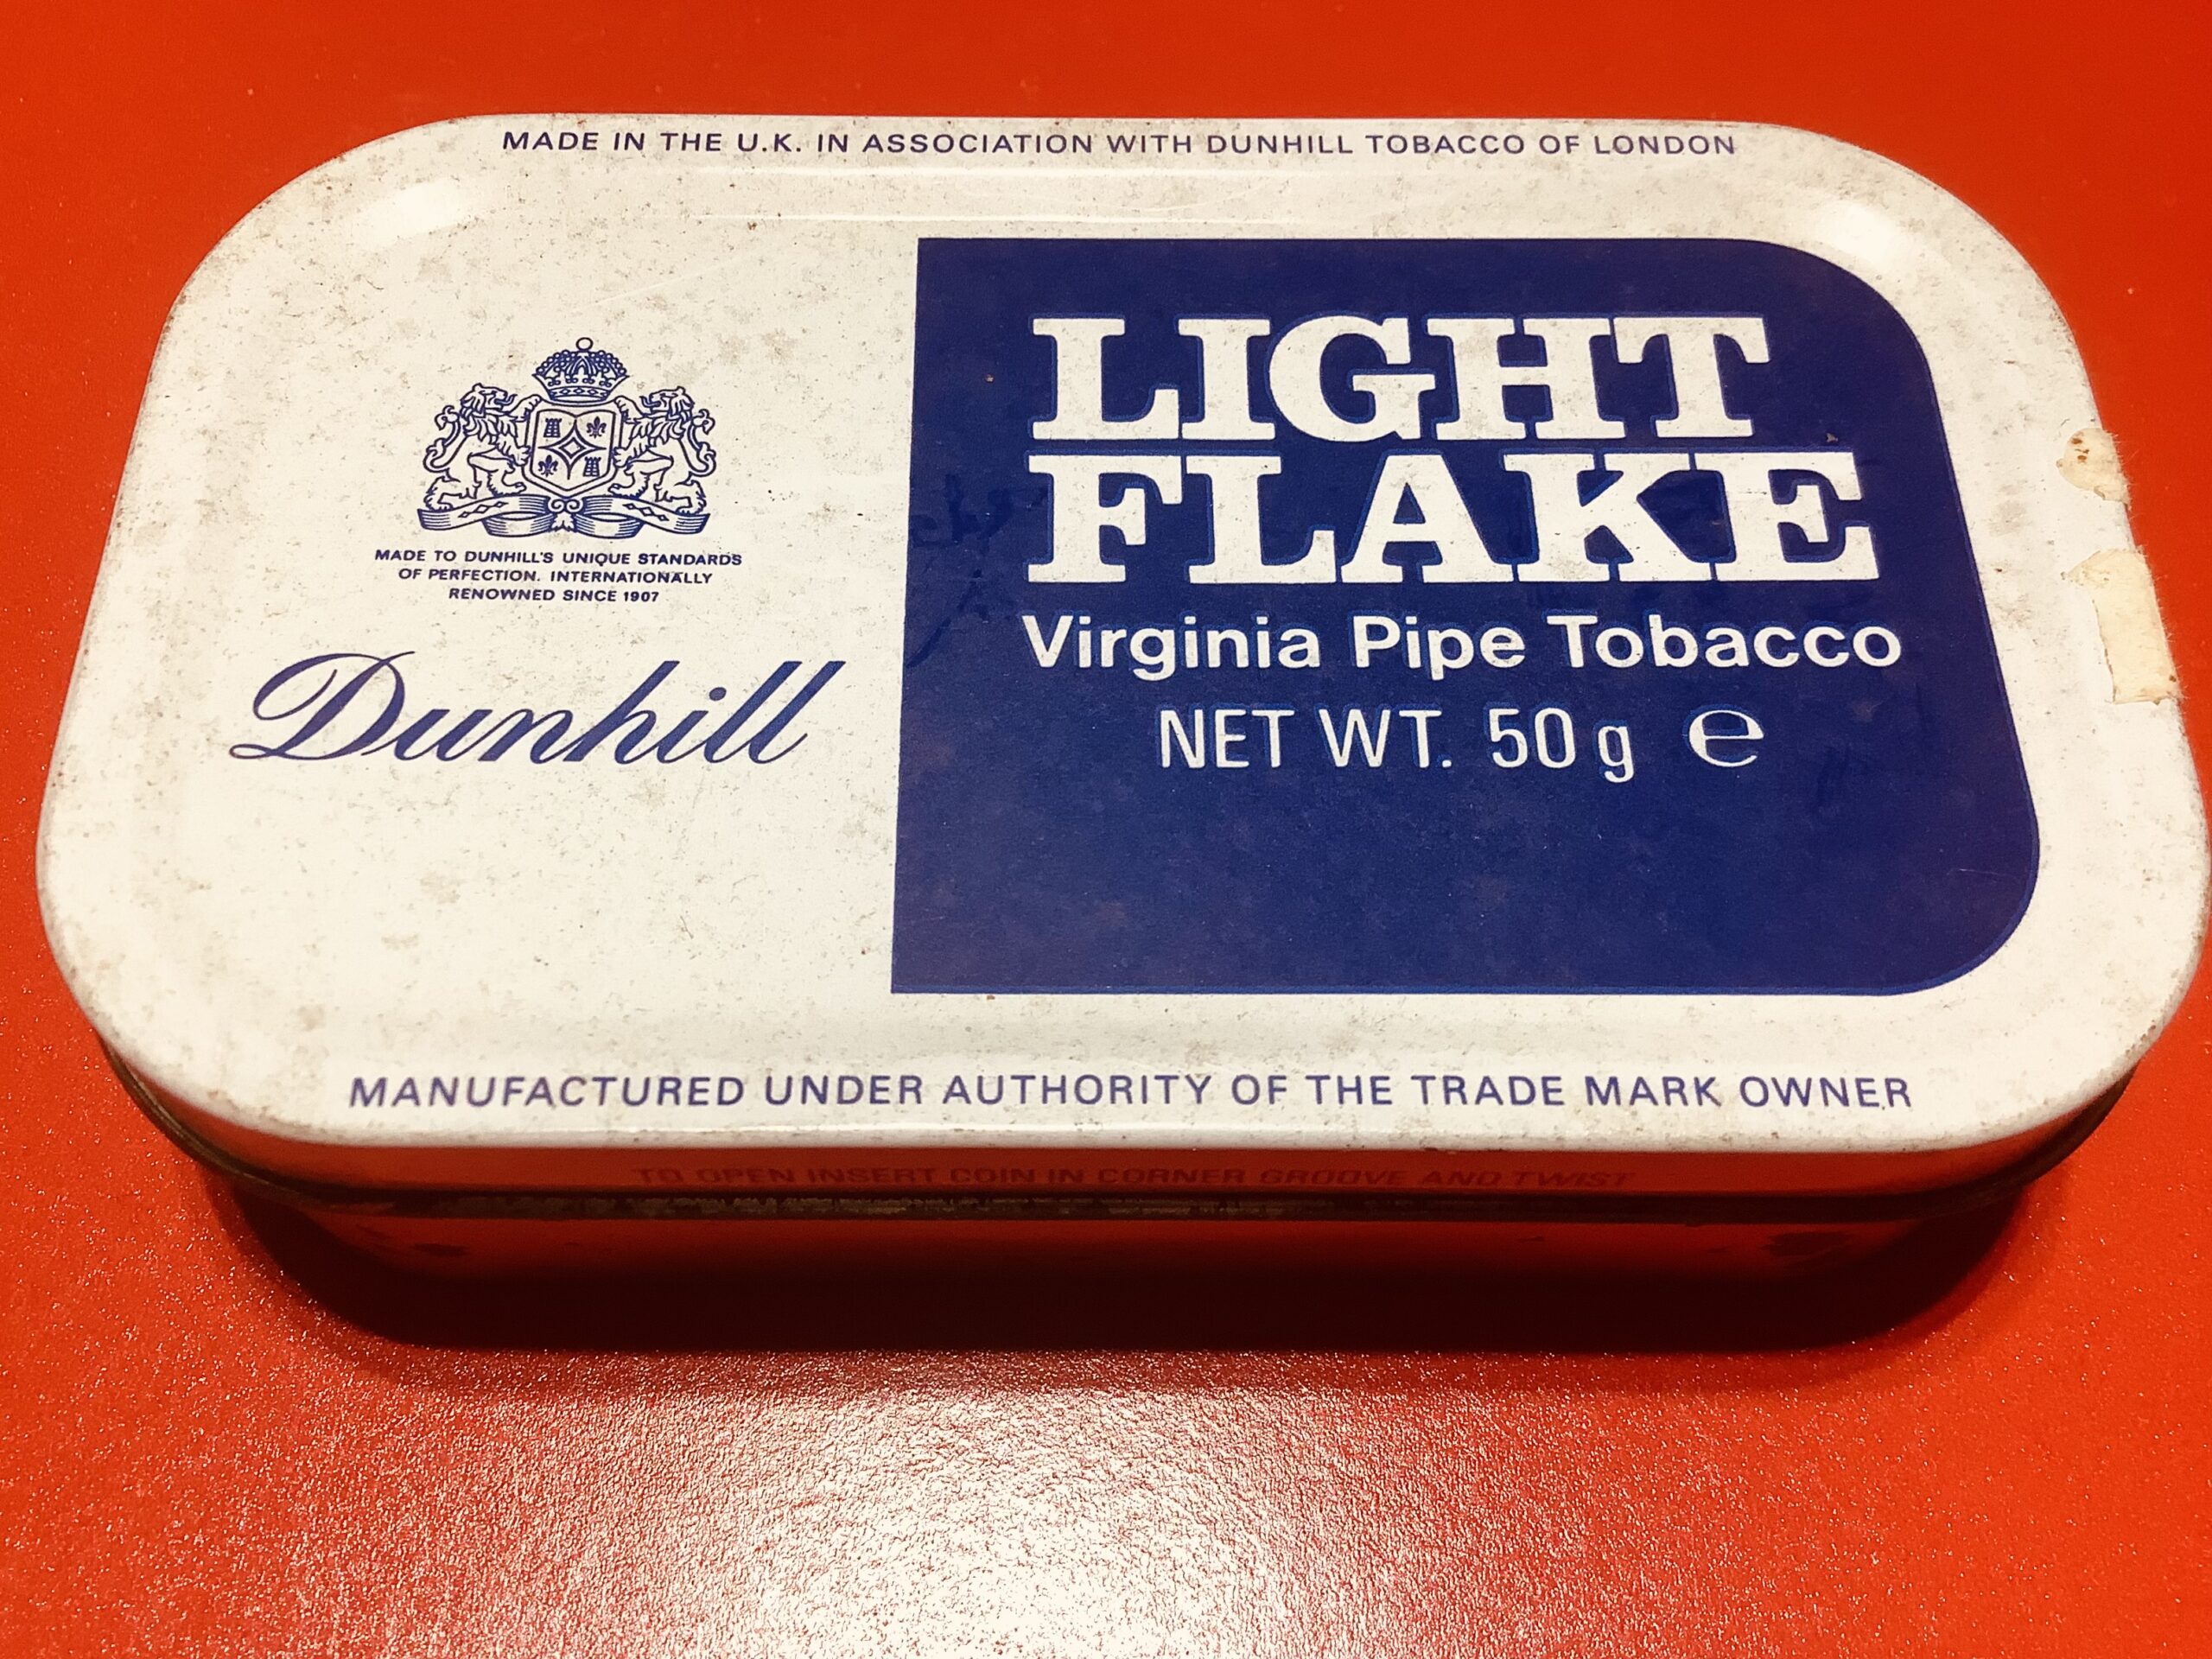 MADE IN THE U.K. IN ASSOCIATION WITH DUNHILL TOBACCO OF LONDON
MADE TO DUNHILL'S UNIQUE STANDARDS
OF PERFECTION. INTERNATIONALLY
RENOWNED SINCE 1907
Dunhill
LIGHT
FLAKE
Virginia Pipe Tobacco
NET WT. 50 g ℮
MANUFACTURED UNDER AUTHORITY OF THE TRADE MARK OWNER
TO OPEN INSERT COIN IN CORNER GROOVE AND TWIST